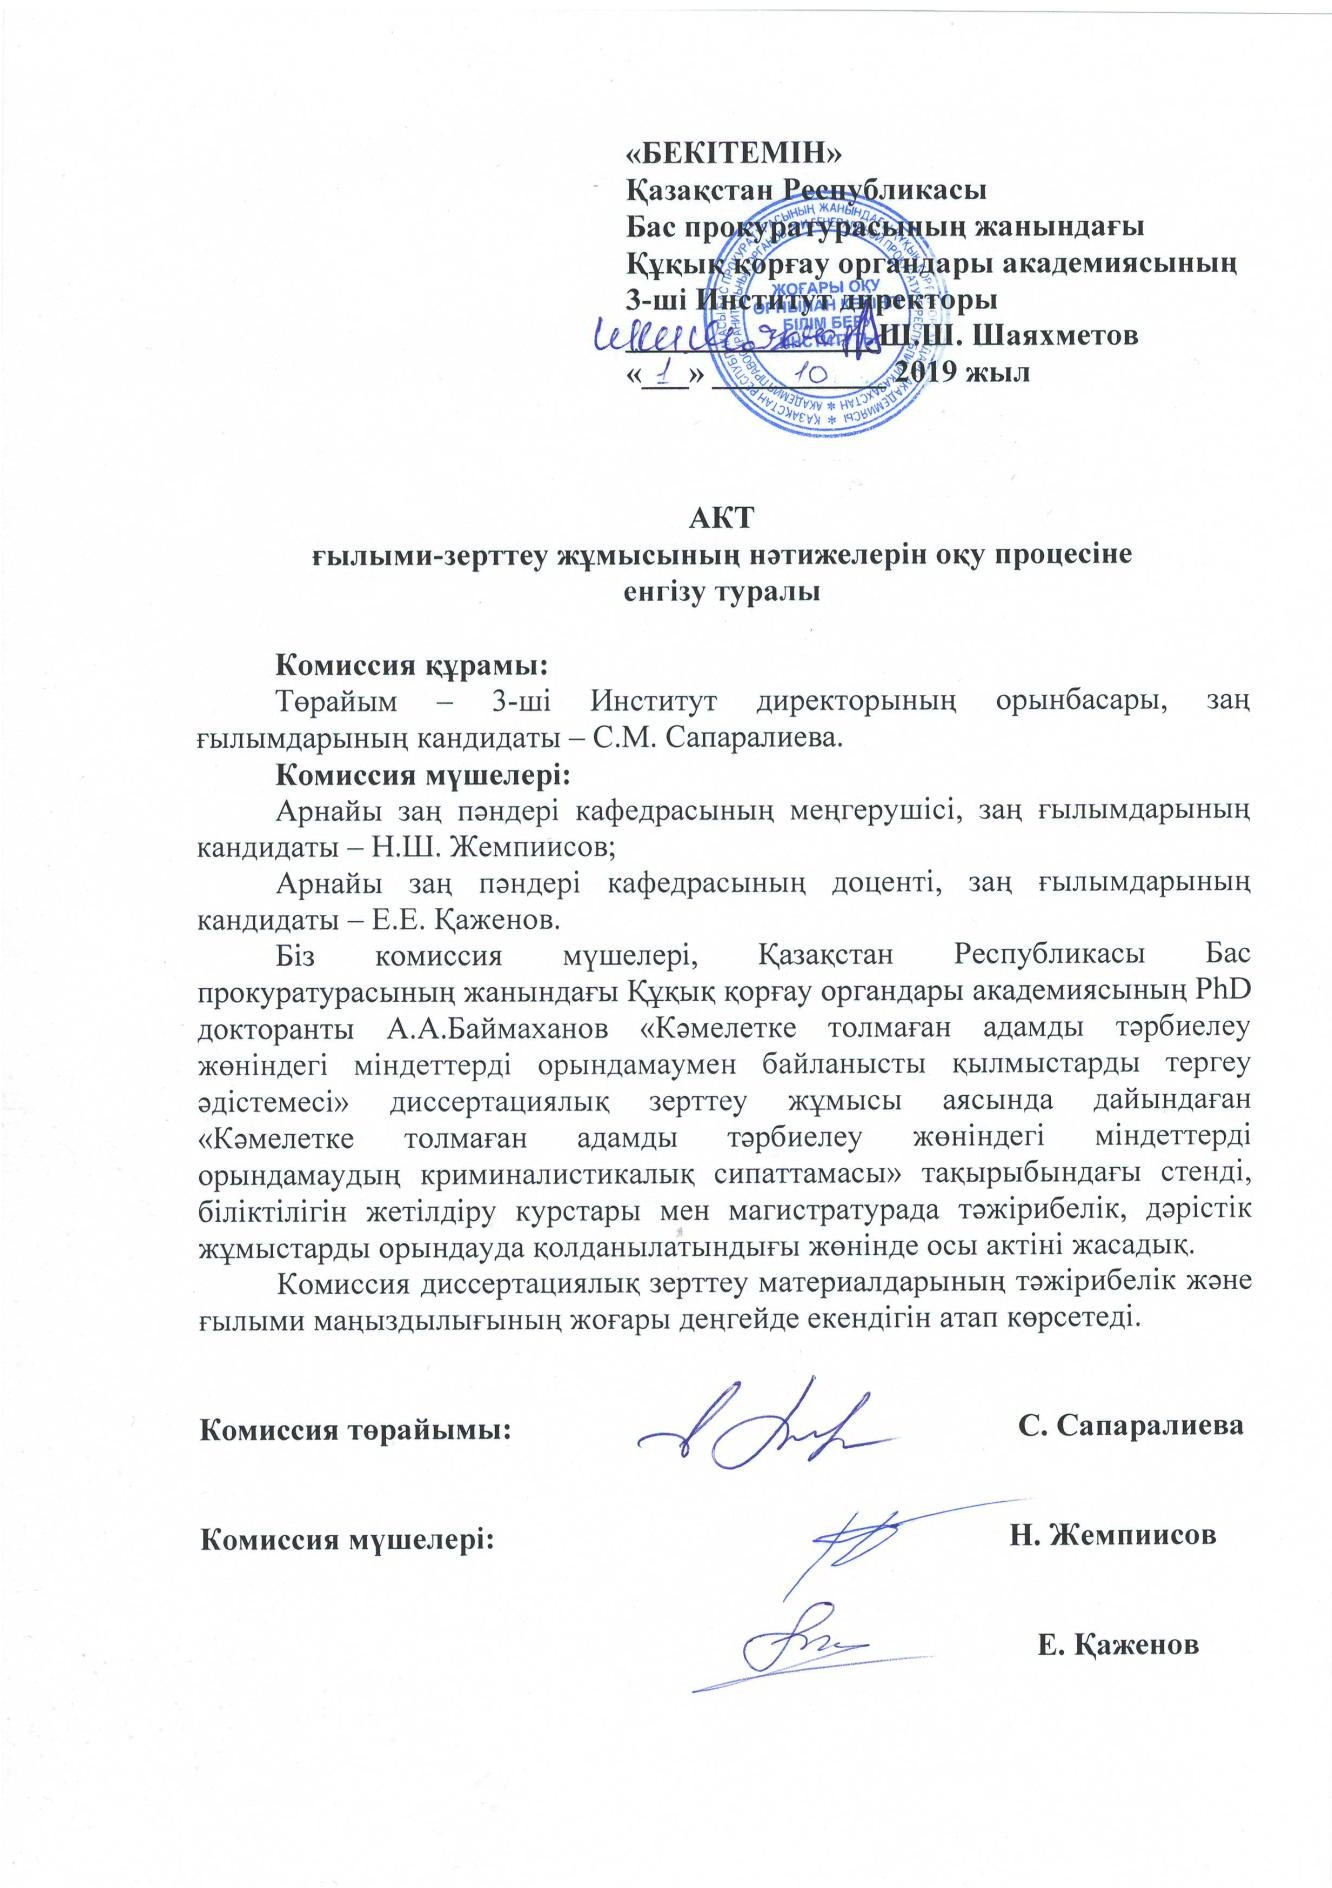 «БЕКІТЕМІН»
Қазақстан Республикасы
Бас прокуратурасының жанындағы
Құқық қорғау органдары академиясының
3-ші Институт директоры
Ш.Ш. Шаяхметов
«1» 10 2019 жыл
ЖОҒАРЫ ОҚУ
БІЛІМ БЕРУ
АКТ
ғылыми-зерттеу жұмысының нәтижелерін оқу процесіне
енгізу туралы
Комиссия құрамы:
Төрайым – 3-ші Институт директорының орынбасары, заң
ғылымдарының кандидаты – С.М. Сапаралиева.
Комиссия мүшелері:
Арнайы заң пәндері кафедрасының меңгерушісі, заң ғылымдарының
кандидаты – Н.Ш. Жемпиисов;
Арнайы заң пәндері кафедрасының доценті, заң ғылымдарының
кандидаты – Е.Е. Қаженов.
Біз комиссия мүшелері, Қазақстан Республикасы Бас
прокуратурасының жанындағы Құқық қорғау органдары академиясының PhD
докторанты А.А.Баймаханов «Кәмелетке толмаған адамды тәрбиелеу
жөніндегі міндеттерді орындамаумен байланысты қылмыстарды тергеу
әдістемесі» диссертациялық зерттеу жұмысы аясында дайындаған
«Кәмелетке толмаған адамды тәрбиелеу жөніндегі міндеттерді
орындамаудың криминалистикалық сипаттамасы» тақырыбындағы стенді,
біліктілігін жетілдіру курстары мен магистратурада тәжірибелік, дәрістік
жұмыстарды орындауда қолданылатындығы жөнінде осы актіні жасадық.
Комиссия диссертациялық зерттеу материалдарының тәжірибелік және
ғылыми маңыздылығының жоғары деңгейде екендігін атап көрсетеді.
Комиссия төрайымы: С. Сапаралиева
Комиссия мүшелері: Н. Жемпиисов
Е. Қаженов